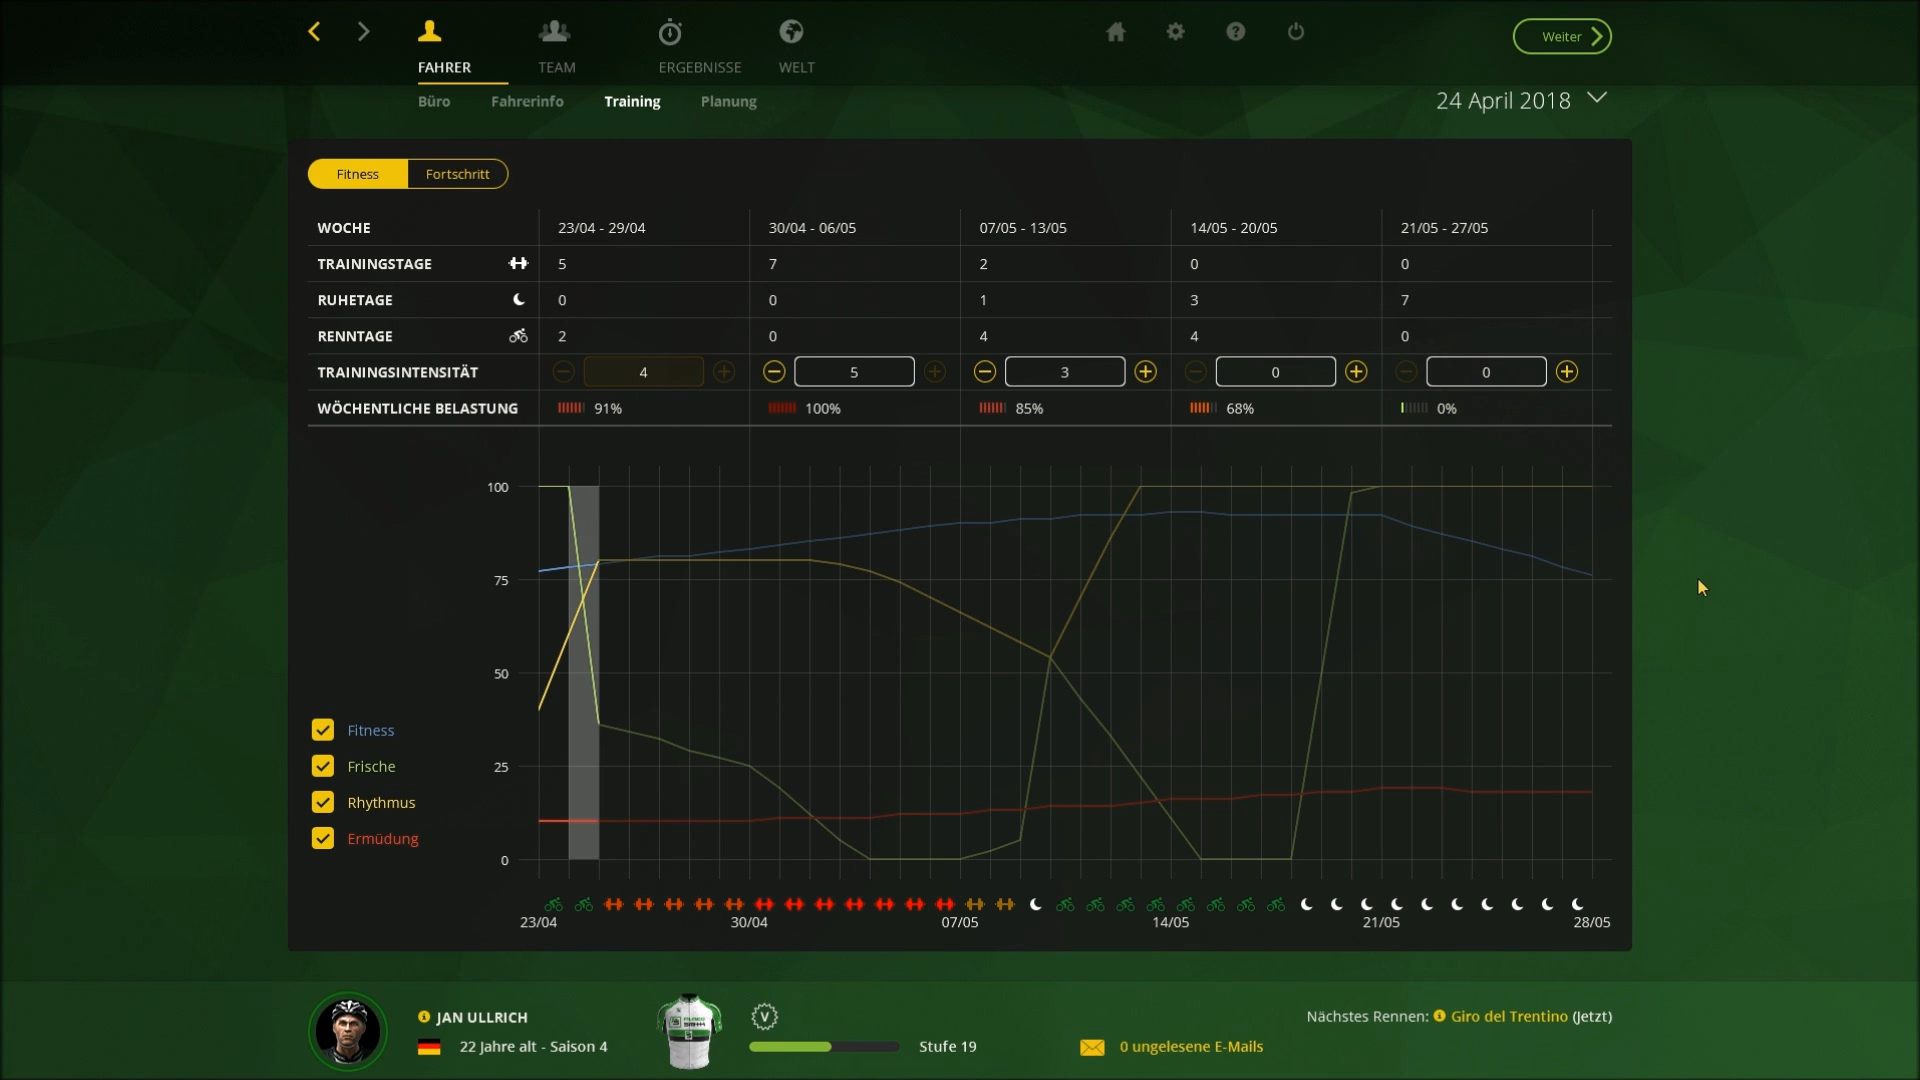 FAHRER TEAM ERGEBNISSE WELT
Weiter
Büro Fahrerinfo Training Planung
24 April 2018
Fitness Fortschritt
WOCHE 23/04 - 29/04 30/04 - 06/05 07/05 - 13/05 14/05 - 20/05 21/05 - 27/05
TRAININGSTAGE 5 7 2 0 0
RUHETAGE 0 0 1 3 7
RENNTAGE 2 0 4 4 0
TRAININGSINTENSITÄT 4 5 3 0 0
WÖCHENTLICHE BELASTUNG 91% 100% 85% 68% 0%
100
75
50
25
0
Fitness
Frische
Rhythmus
Ermüdung
23/04 30/04 07/05 14/05 21/05 28/05
JAN ULLRICH
22 Jahre alt - Saison 4
V
Stufe 19
0 ungelesene E-Mails
Nächstes Rennen: Giro del Trentino (Jetzt)